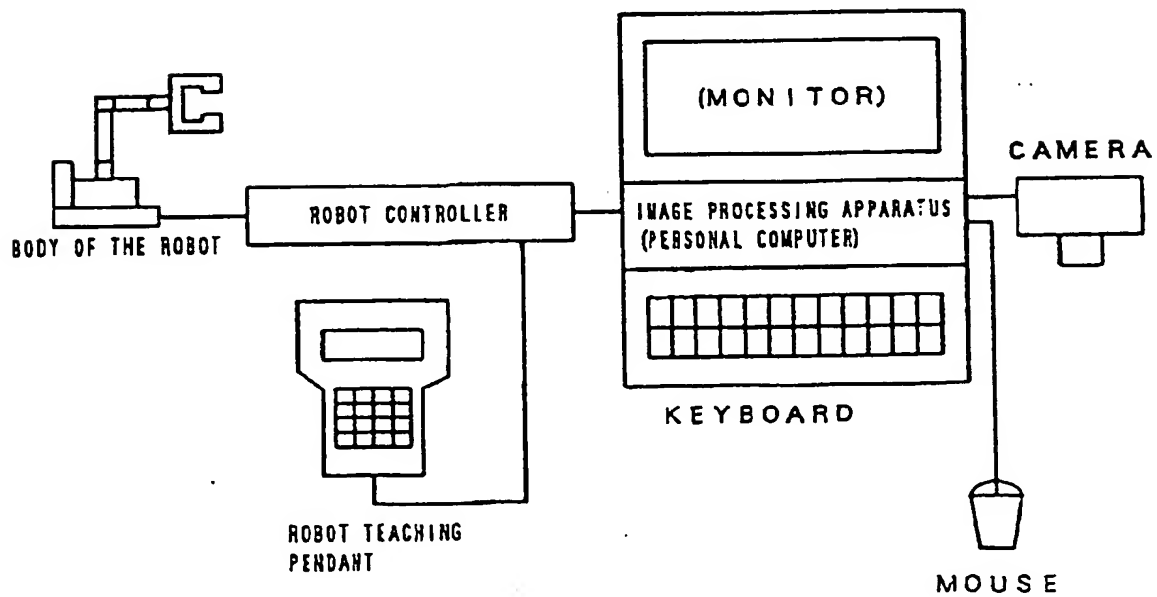 (MONITOR)
CAMERA
ROBOT CONTROLLER
IMAGE PROCESSING APPARATUS
(PERSONAL COMPUTER)
BODY OF THE ROBOT
KEYBOARD
ROBOT TEACHING
PENDANT
MOUSE